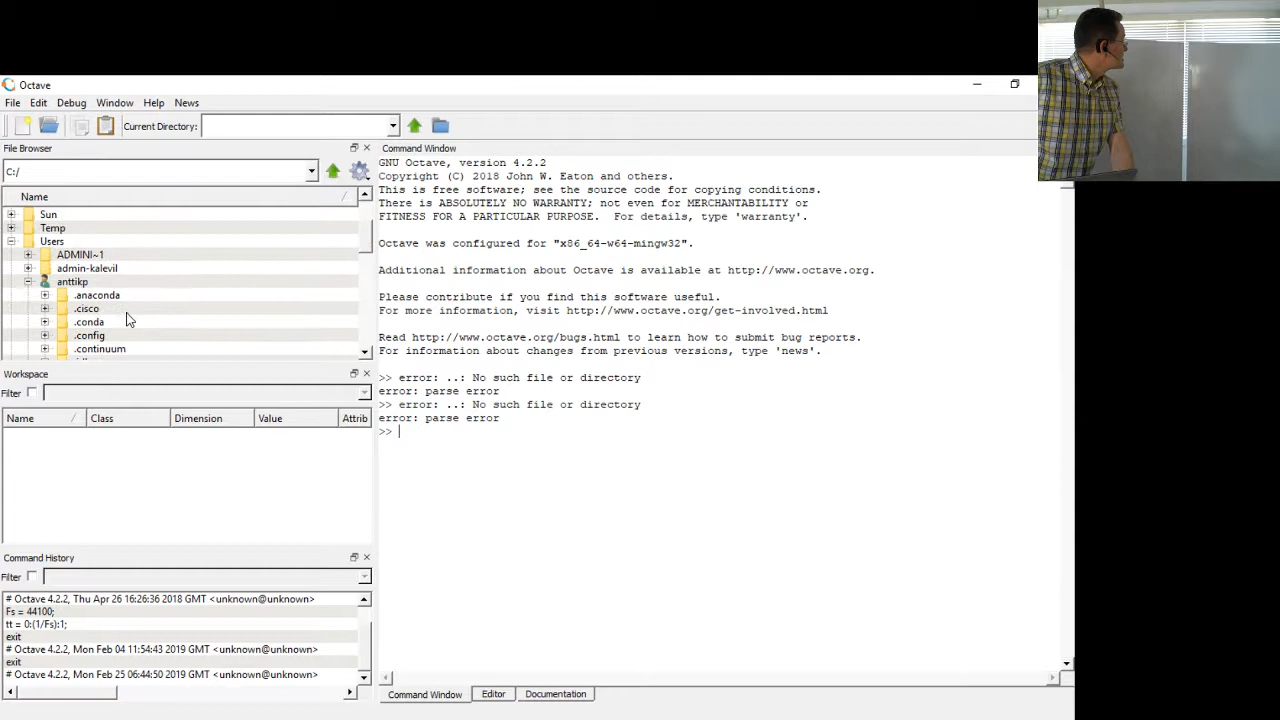 Octave
File Edit Debug Window Help News
Current Directory:
File Browser
C:/
Name
Sun
Temp
Users
ADMINI~1
admin-kalevil
anttikp
.anaconda
.cisco
.conda
.config
.continuum
Workspace
Filter
Name Class Dimension Value Attrib
Command History
Filter
# Octave 4.2.2, Thu Apr 26 16:26:36 2018 GMT <unknown@unknown>
Fs = 44100;
tt = 0:(1/Fs):1;
exit
# Octave 4.2.2, Mon Feb 04 11:54:43 2019 GMT <unknown@unknown>
exit
# Octave 4.2.2, Mon Feb 25 06:44:50 2019 GMT <unknown@unknown>
Command Window
GNU Octave, version 4.2.2
Copyright (C) 2018 John W. Eaton and others.
This is free software; see the source code for copying conditions.
There is ABSOLUTELY NO WARRANTY; not even for MERCHANTABILITY or
FITNESS FOR A PARTICULAR PURPOSE. For details, type 'warranty'.
Octave was configured for "x86_64-w64-mingw32".
Additional information about Octave is available at http://www.octave.org.
Please contribute if you find this software useful.
For more information, visit http://www.octave.org/get-involved.html
Read http://www.octave.org/bugs.html to learn how to submit bug reports.
For information about changes from previous versions, type 'news'.
>> error: ..: No such file or directory
error: parse error
>> error: ..: No such file or directory
error: parse error
>>
Command Window Editor Documentation